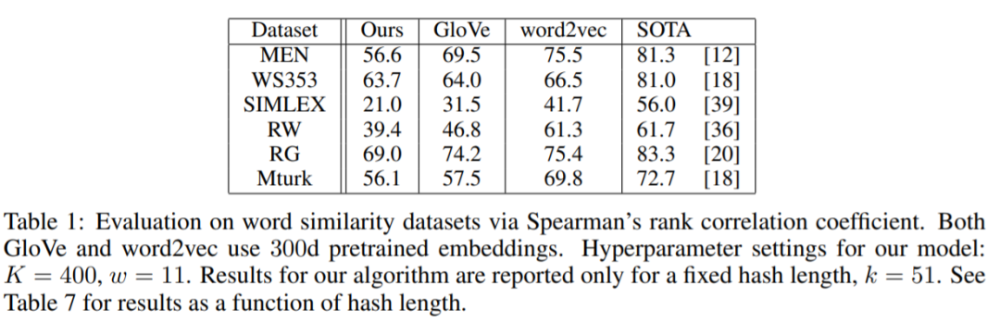 Dataset Ours GloVe word2vec SOTA
MEN 56.6 69.5 75.5 81.3 [12]
WS353 63.7 64.0 66.5 81.0 [18]
SIMLEX 21.0 31.5 41.7 56.0 [39]
RW 39.4 46.8 61.3 61.7 [36]
RG 69.0 74.2 75.4 83.3 [20]
Mturk 56.1 57.5 69.8 72.7 [18]
Table 1: Evaluation on word similarity datasets via Spearman's rank correlation coefficient. Both
GloVe and word2vec use 300d pretrained embeddings. Hyperparameter settings for our model:
K = 400, w = 11. Results for our algorithm are reported only for a fixed hash length, k = 51. See
Table 7 for results as a function of hash length.